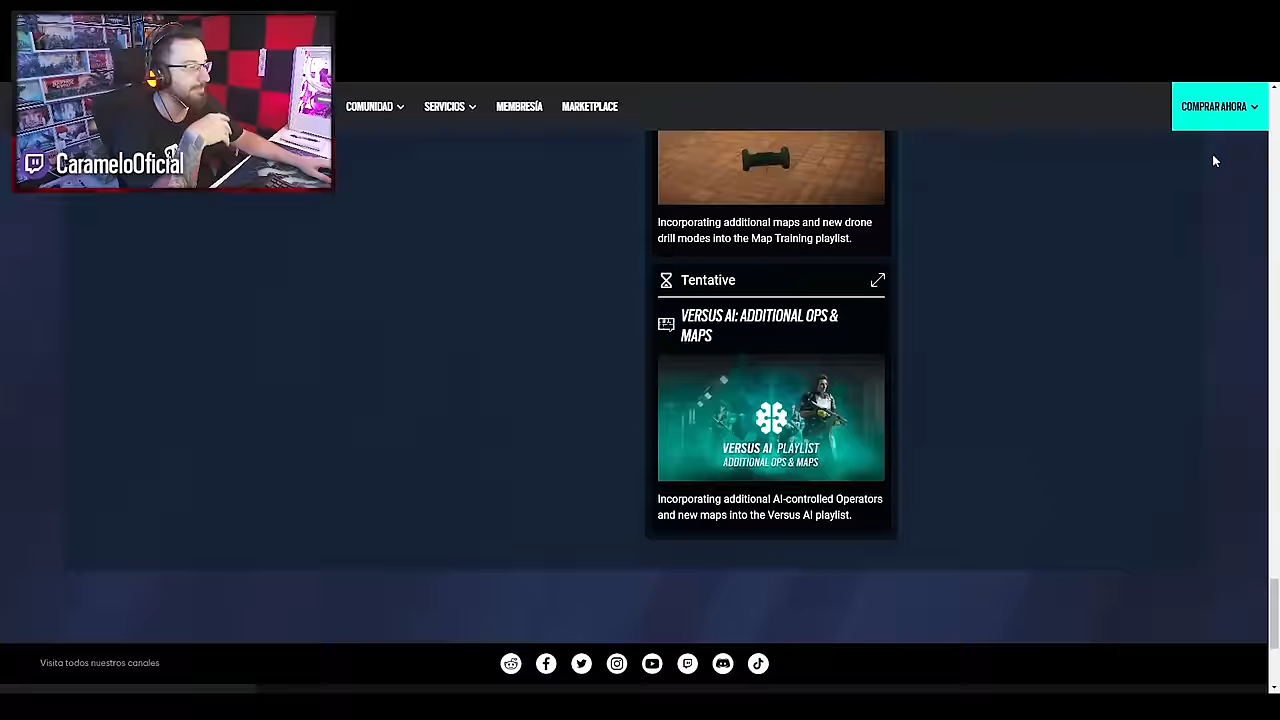 COMUNIDAD
SERVICIOS
MEMBRESÍA
MARKETPLACE
COMPRAR AHORA
CarameloOficial
Incorporating additional maps and new drone
drill modes into the Map Training playlist.
Tentative
VERSUS AI: ADDITIONAL OPS &
MAPS
VERSUS AI PLAYLIST
ADDITIONAL OPS & MAPS
Incorporating additional AI-controlled Operators
and new maps into the Versus AI playlist.
Visita todos nuestros canales